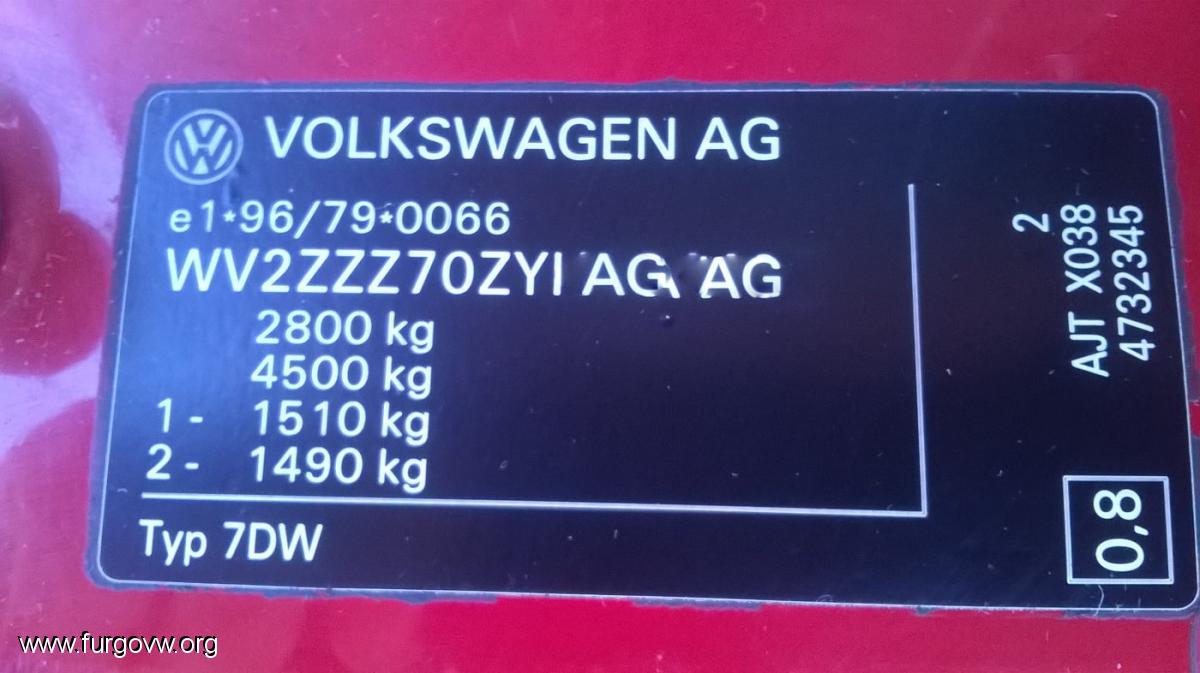 VOLKSWAGEN AG
e1*96/79*0066
WV2ZZZ70ZYI AG AG
2800 kg
4500 kg
1 - 1510 kg
2 - 1490 kg
Typ 7DW
2
AJT X038
4732345
0,8
www.furgovw.org